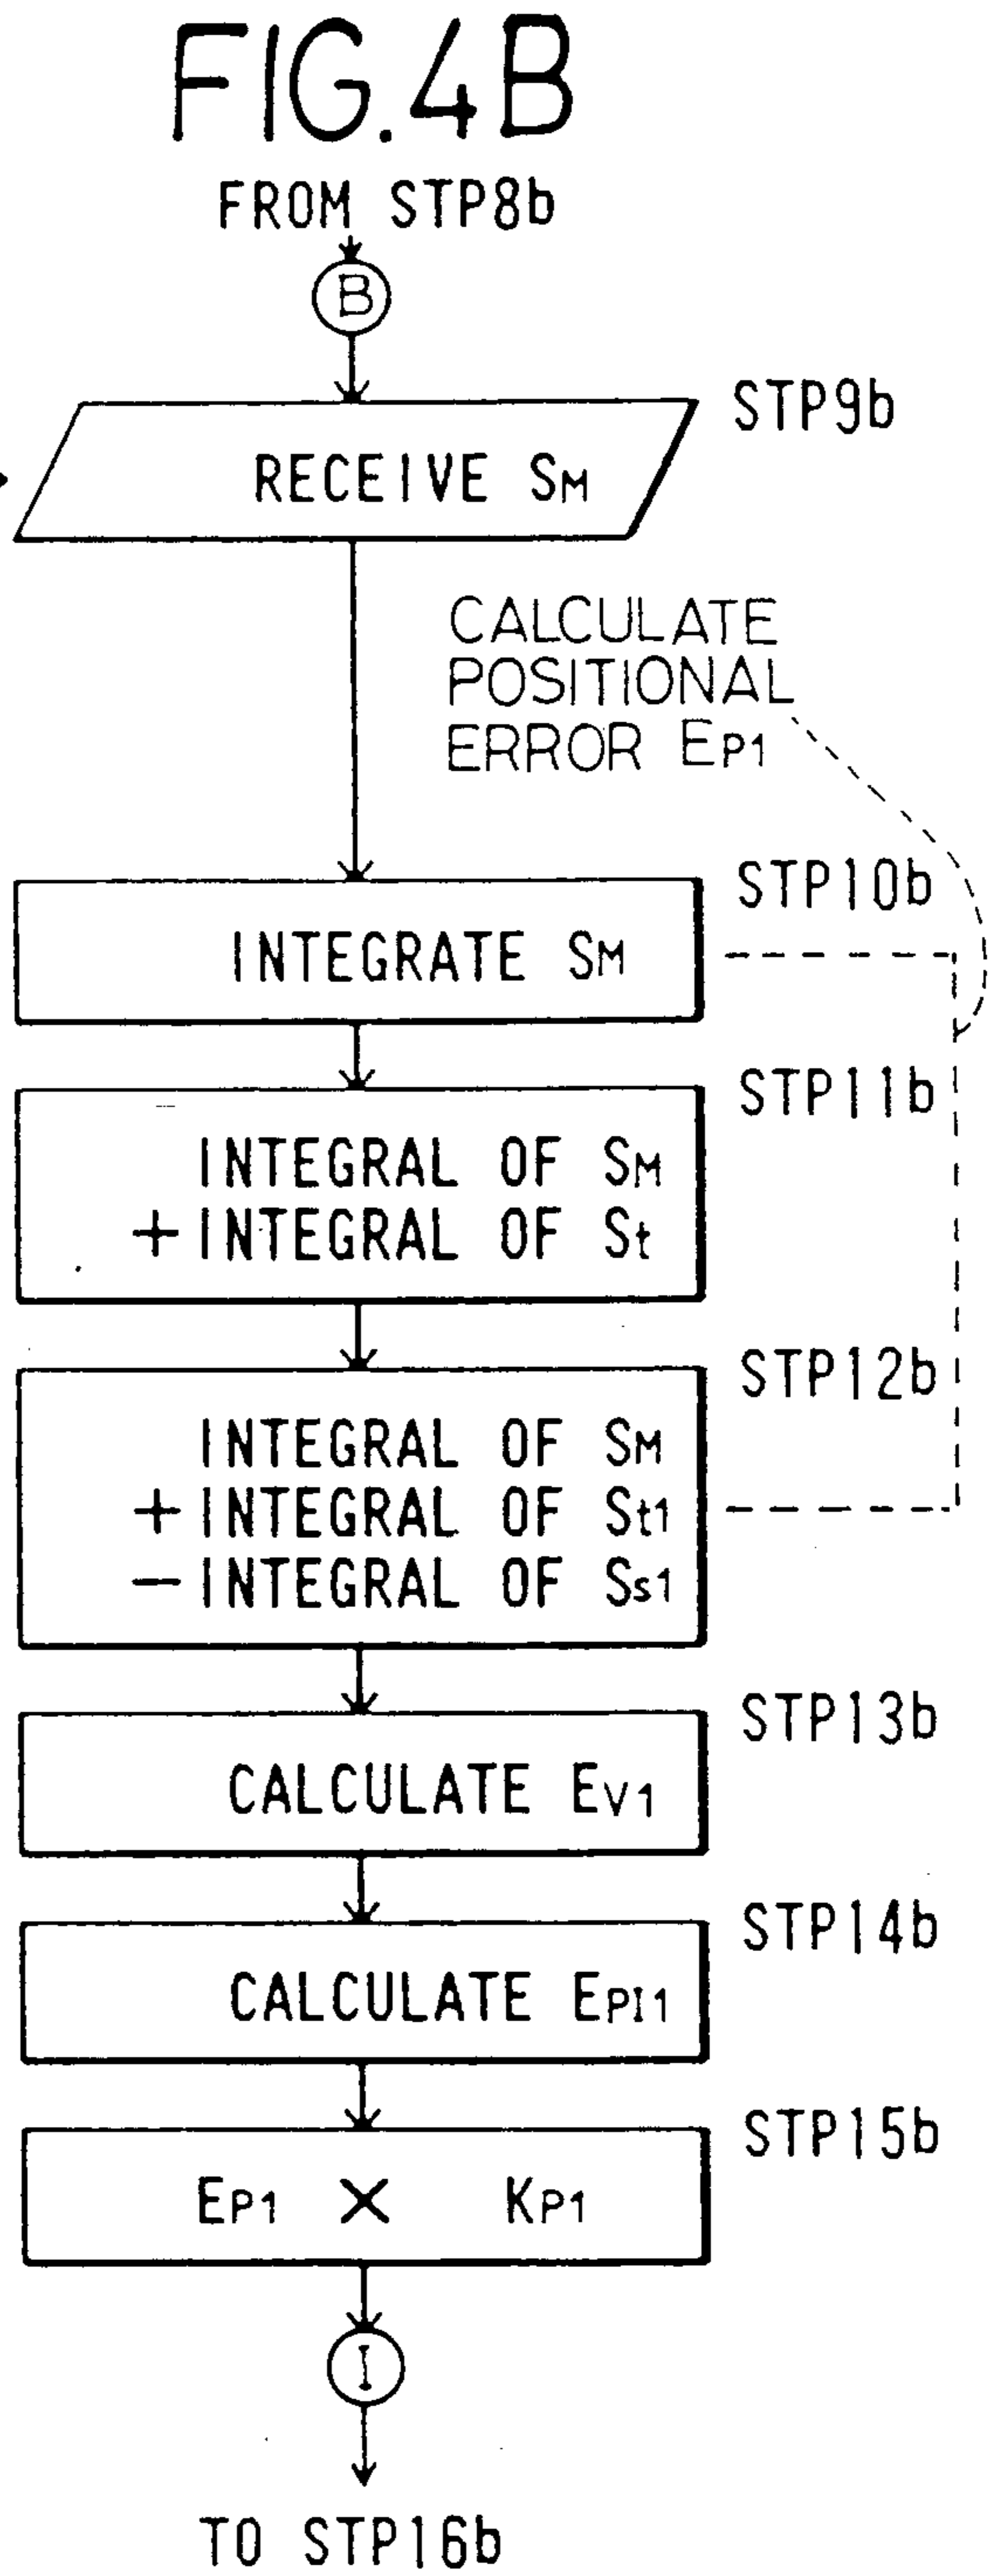 FIG.4B
FROM STP8b
B
STP9b
RECEIVE SM
CALCULATE
POSITIONAL
ERROR EP1
STP10b
INTEGRATE SM
STP11b
INTEGRAL OF SM
+ INTEGRAL OF St
STP12b
INTEGRAL OF SM
+ INTEGRAL OF St1
− INTEGRAL OF Ss1
STP13b
CALCULATE EV1
STP14b
CALCULATE EPI1
STP15b
EP1 × KP1
I
TO STP16b